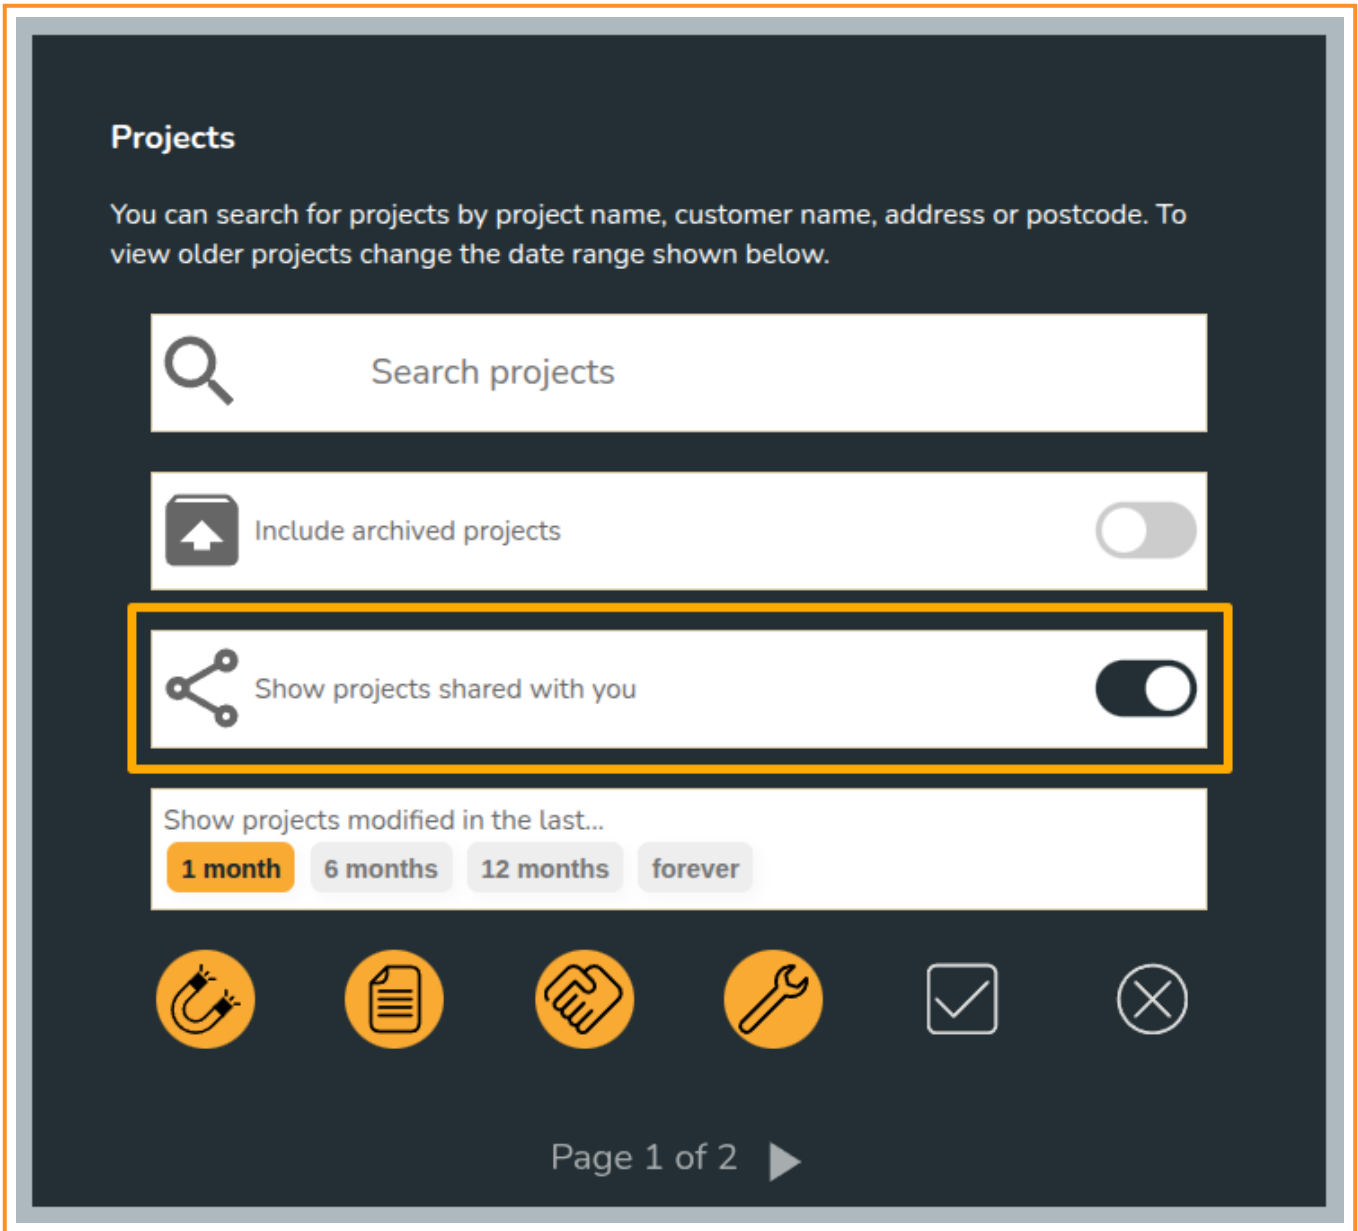 Projects
You can search for projects by project name, customer name, address or postcode. To
view older projects change the date range shown below.
Search projects
Include archived projects
Show projects shared with you
Show projects modified in the last...
1 month 6 months 12 months forever
Page 1 of 2